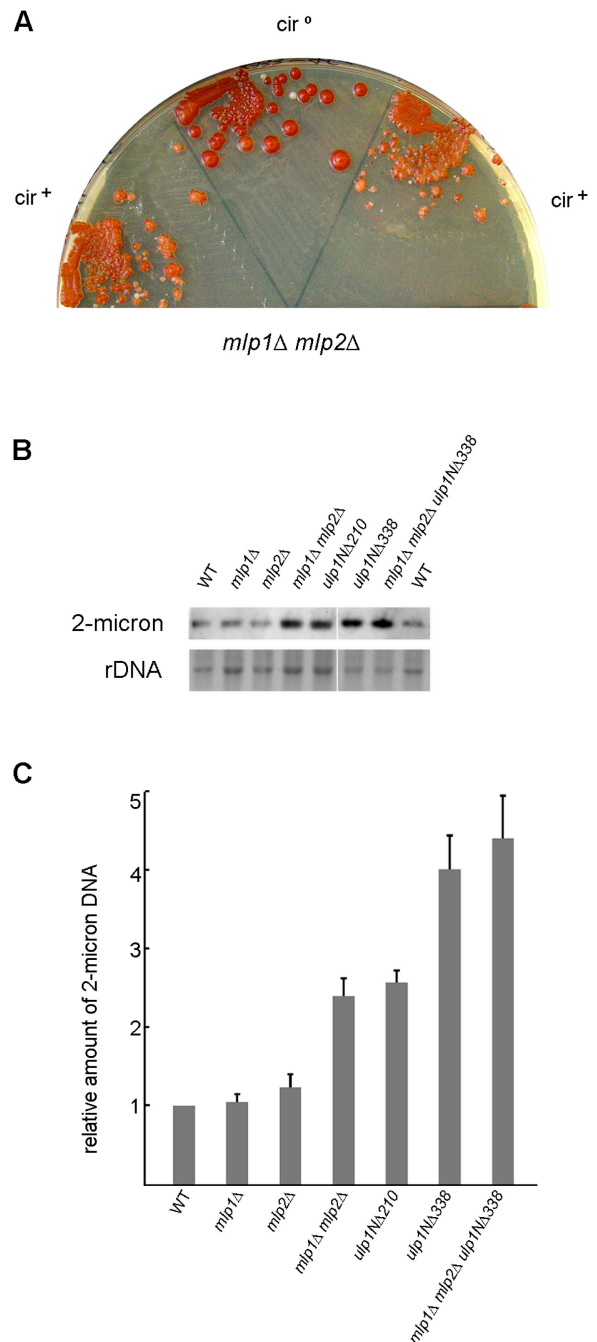 A
cir º
cir +
cir +
mlp1Δ mlp2Δ
B
WT
mlp1Δ
mlp2Δ
mlp1Δ mlp2Δ
ulp1NΔ210
ulp1NΔ338
mlp1Δ mlp2Δ ulp1NΔ338
WT
2-micron
rDNA
C
relative amount of 2-micron DNA
5
4
3
2
1
WT
mlp1Δ
mlp2Δ
mlp1Δ mlp2Δ
ulp1NΔ210
ulp1NΔ338
mlp1Δ mlp2Δ ulp1NΔ338